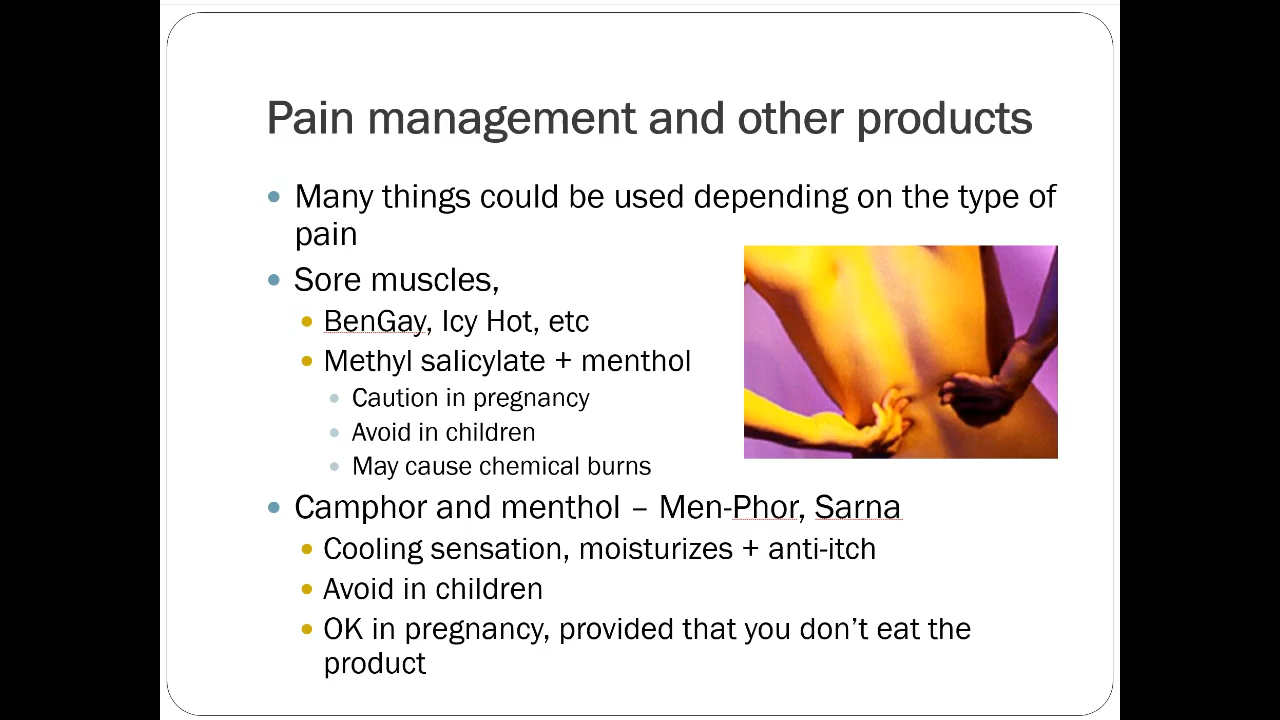 Pain management and other products
Many things could be used depending on the type of
pain
Sore muscles,
BenGay, Icy Hot, etc
Methyl salicylate + menthol
Caution in pregnancy
Avoid in children
May cause chemical burns
Camphor and menthol – Men-Phor, Sarna
Cooling sensation, moisturizes + anti-itch
Avoid in children
OK in pregnancy, provided that you don’t eat the
product